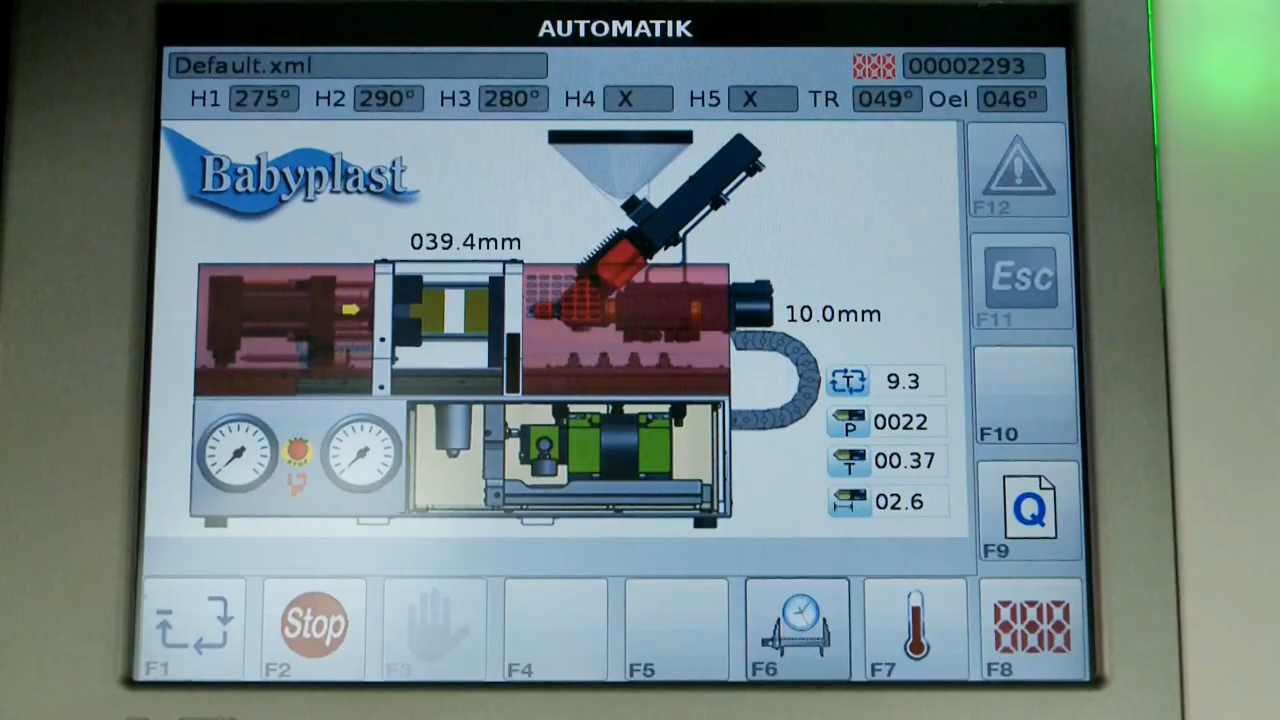 AUTOMATIK
Default.xml 00002293
H1 275° H2 290° H3 280° H4 X H5 X TR 049° Oel 046°
Babyplast
F12
039.4mm
Esc
F11
10.0mm
T 9.3
P 0022
F10
T 00.37
02.6
Q
F9
STOP
F1
Stop
F2
F3
F4
F5
F6
F7
F8